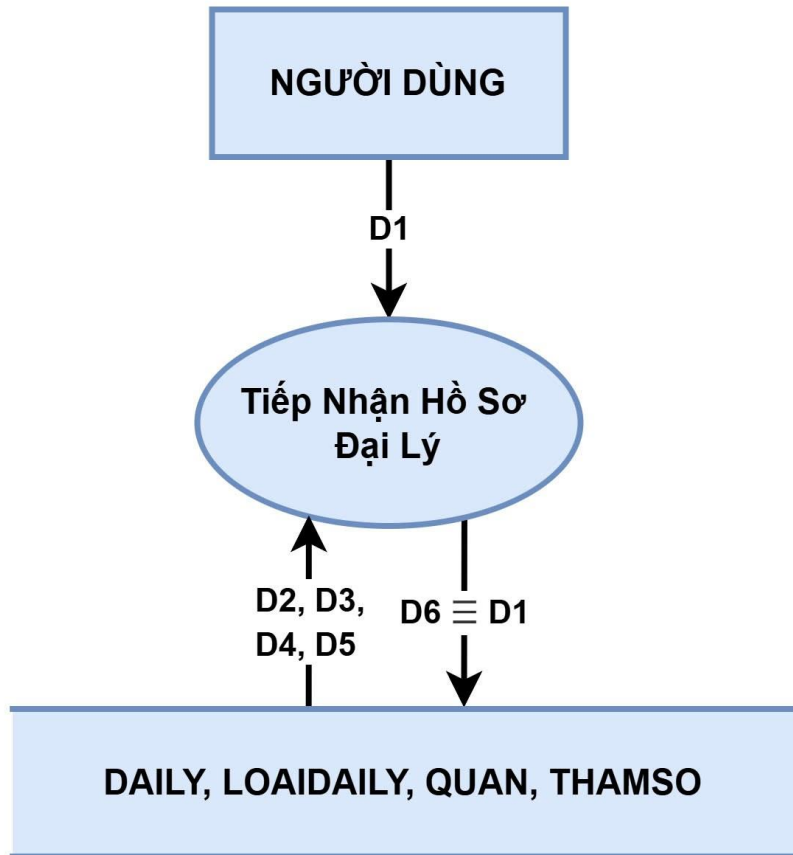 NGƯỜI DÙNG
D1
Tiếp Nhận Hồ Sơ
Đại Lý
D2, D3,
D4, D5
D6 ≡ D1
DAILY, LOAIDAILY, QUAN, THAMSO